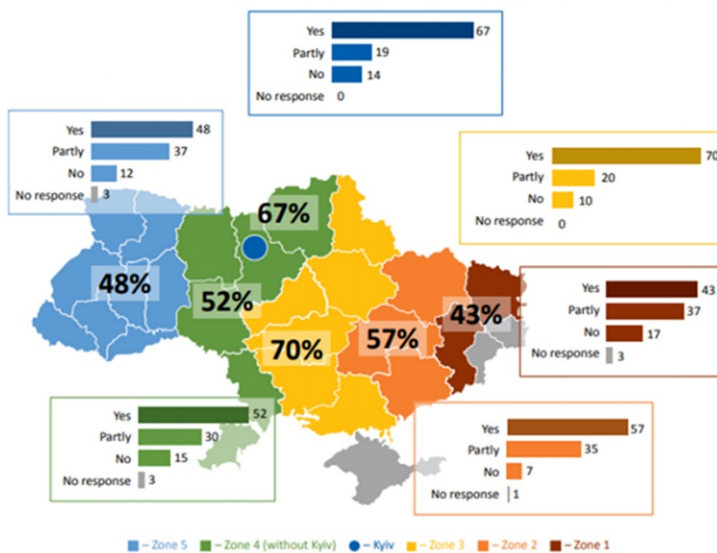 Yes 67
Partly 19
No 14
No response 0
Yes 48
Partly 37
No 12
No response 3
Yes 70
Partly 20
No 10
No response 0
67%
48%
52%
70%
57%
43%
Yes 43
Partly 37
No 17
No response 3
Yes 52
Partly 30
No 15
No response 3
Yes 57
Partly 35
No 7
No response 1
– Zone 5 – Zone 4 (without Kyiv) – Kyiv – Zone 3 – Zone 2 – Zone 1